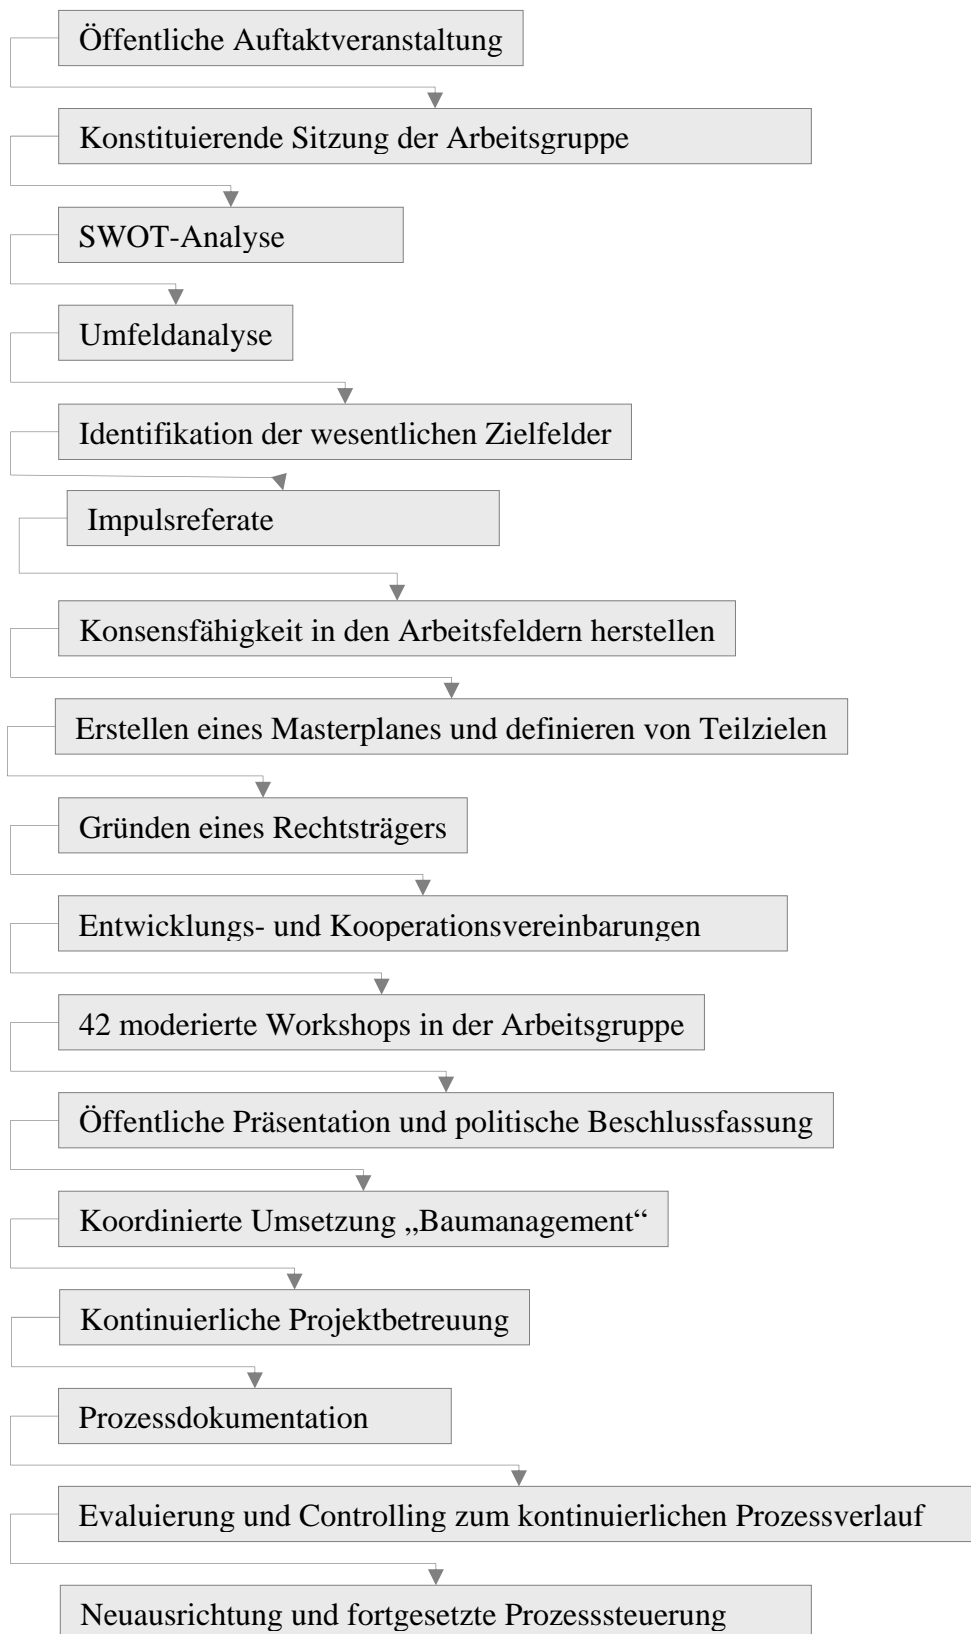 Öffentliche Auftaktveranstaltung
Konstituierende Sitzung der Arbeitsgruppe
SWOT-Analyse
Umfeldanalyse
Identifikation der wesentlichen Zielfelder
Impulsreferate
Konsensfähigkeit in den Arbeitsfeldern herstellen
Erstellen eines Masterplanes und definieren von Teilzielen
Gründen eines Rechtsträgers
Entwicklungs- und Kooperationsvereinbarungen
42 moderierte Workshops in der Arbeitsgruppe
Öffentliche Präsentation und politische Beschlussfassung
Koordinierte Umsetzung „Baumanagement“
Kontinuierliche Projektbetreuung
Prozessdokumentation
Evaluierung und Controlling zum kontinuierlichen Prozessverlauf
Neuausrichtung und fortgesetzte Prozesssteuerung